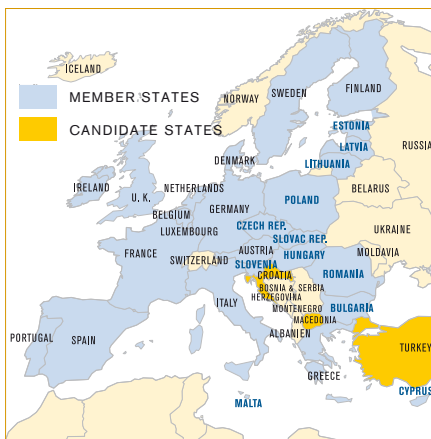 ICELAND
MEMBER STATES
CANDIDATE STATES
NORWAY
SWEDEN
FINLAND
ESTONIA
LATVIA
LITHUANIA
RUSSIA
DENMARK
BELARUS
IRELAND
U. K.
NETHERLANDS
POLAND
GERMANY
BELGIUM
LUXEMBOURG
CZECH REP.
SLOVAC REP.
UKRAINE
FRANCE
SWITZERLAND
AUSTRIA
HUNGARY
MOLDAVIA
SLOVENIA
CROATIA
ROMANIA
BOSNIA &
HERZEGOVINA
SERBIA
ITALY
MONTENEGRO
BULGARIA
MACEDONIA
ALBANIEN
PORTUGAL
SPAIN
TURKEY
GREECE
CYPRUS
MALTA